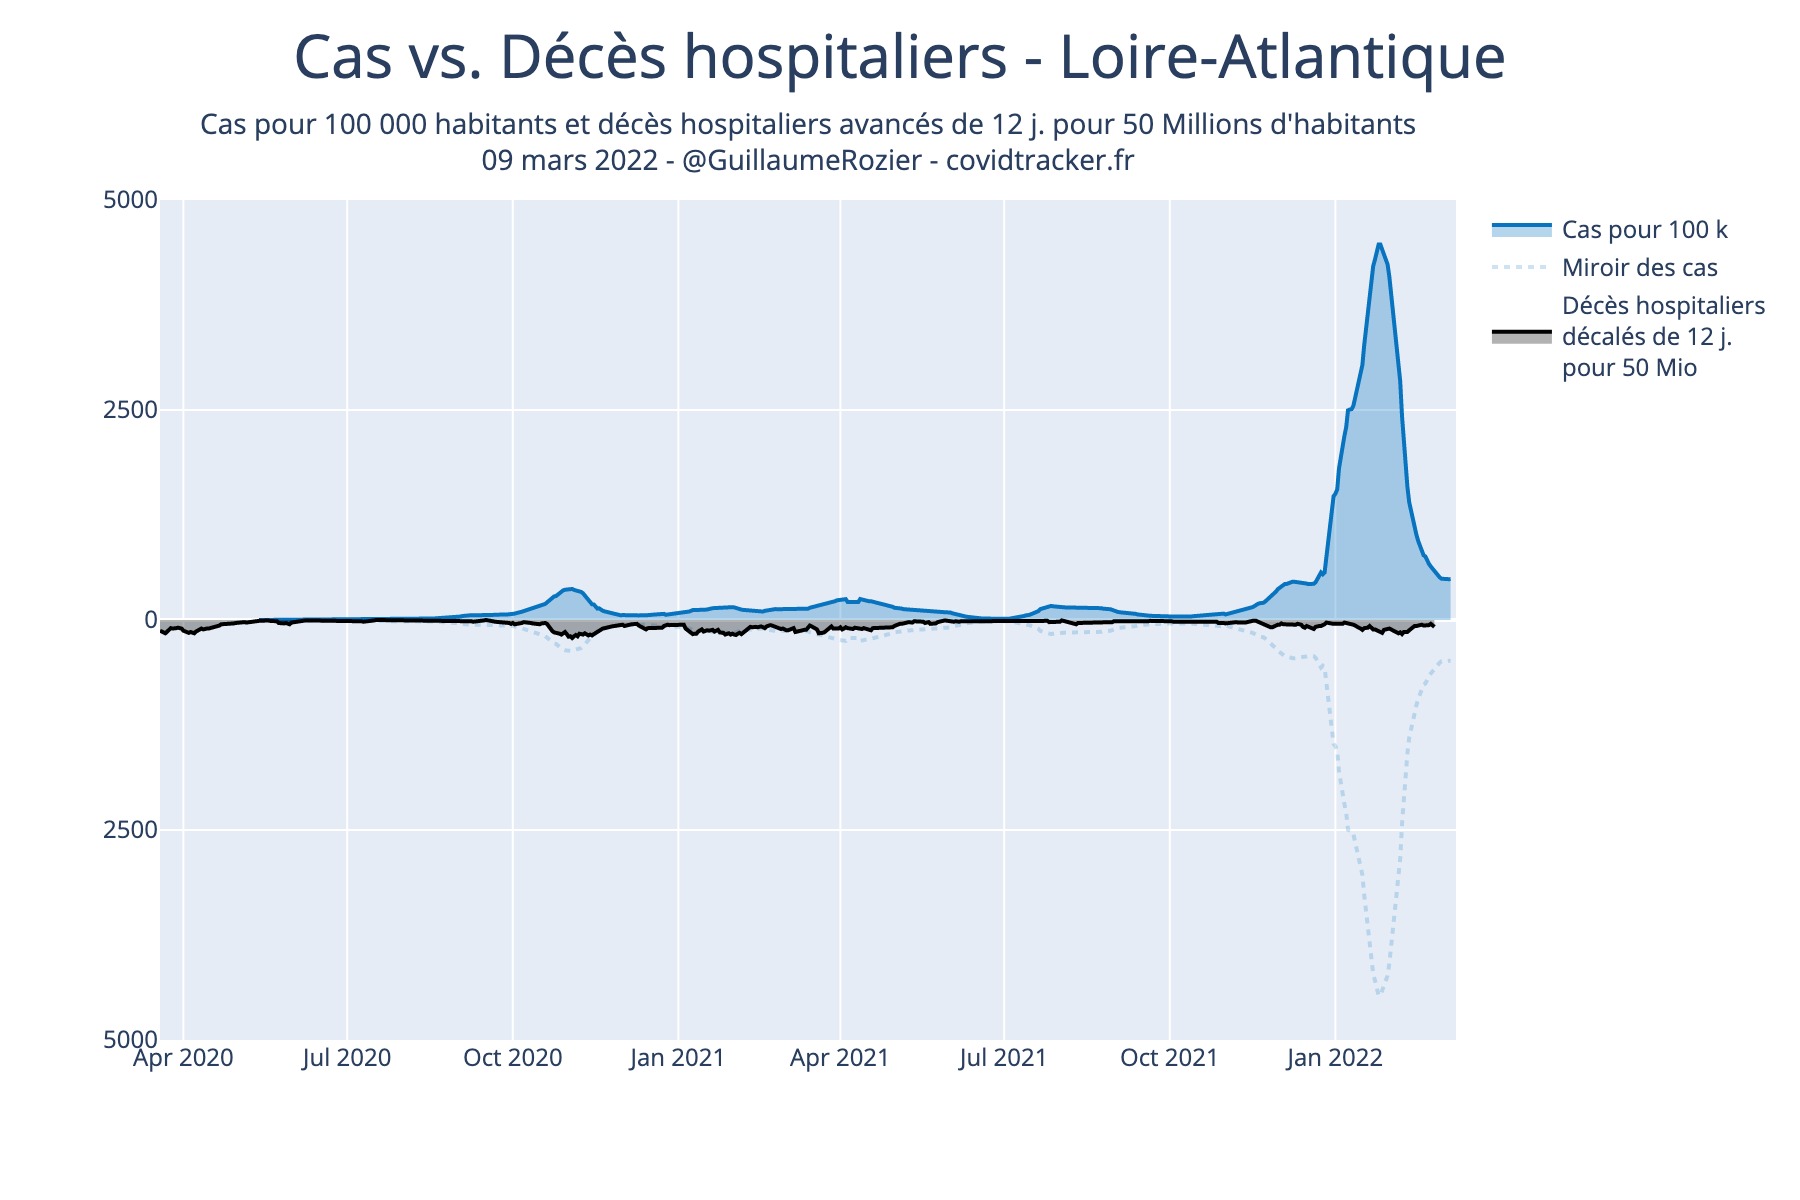 Cas vs. Décès hospitaliers - Loire-Atlantique
Cas pour 100 000 habitants et décès hospitaliers avancés de 12 j. pour 50 Millions d'habitants
09 mars 2022 - @GuillaumeRozier - covidtracker.fr
5000
2500
0
2500
5000
Apr 2020 Jul 2020 Oct 2020 Jan 2021 Apr 2021 Jul 2021 Oct 2021 Jan 2022
Cas pour 100 k
Miroir des cas
Décès hospitaliers
décalés de 12 j.
pour 50 Mio